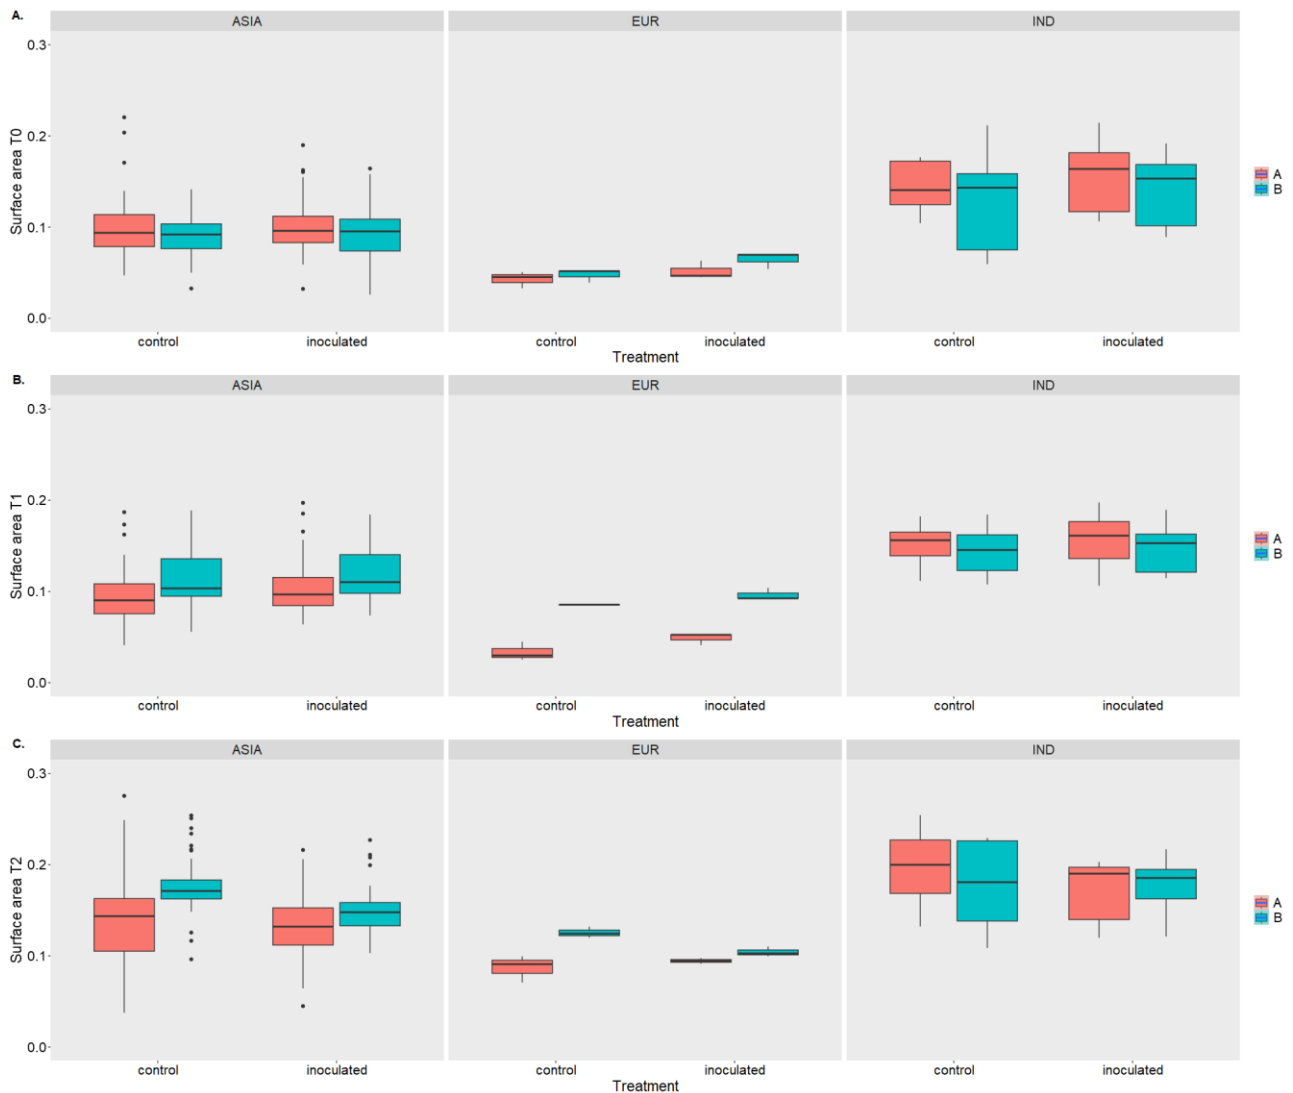 A.
ASIA EUR IND
0.3
0.2
0.1
0.0
Surface area T0
control inoculated control inoculated control inoculated
Treatment
A
B
B.
ASIA EUR IND
0.3
0.2
0.1
0.0
Surface area T1
control inoculated control inoculated control inoculated
Treatment
A
B
C.
ASIA EUR IND
0.3
0.2
0.1
0.0
Surface area T2
control inoculated control inoculated control inoculated
Treatment
A
B